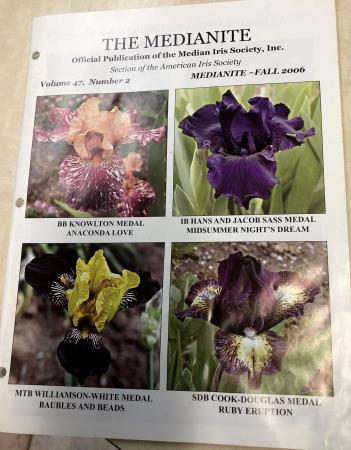 THE MEDIANITE
Official Publication of the Median Iris Society, Inc.
Section of the American Iris Society
Volume 47, Number 2
MEDIANITE ~FALL 2006
BB KNOWLTON MEDAL
ANACONDA LOVE
IB HANS AND JACOB SASS MEDAL
MIDSUMMER NIGHT'S DREAM
MTB WILLIAMSON-WHITE MEDAL
BAUBLES AND BEADS
SDB COOK-DOUGLAS MEDAL
RUBY ERUPTION